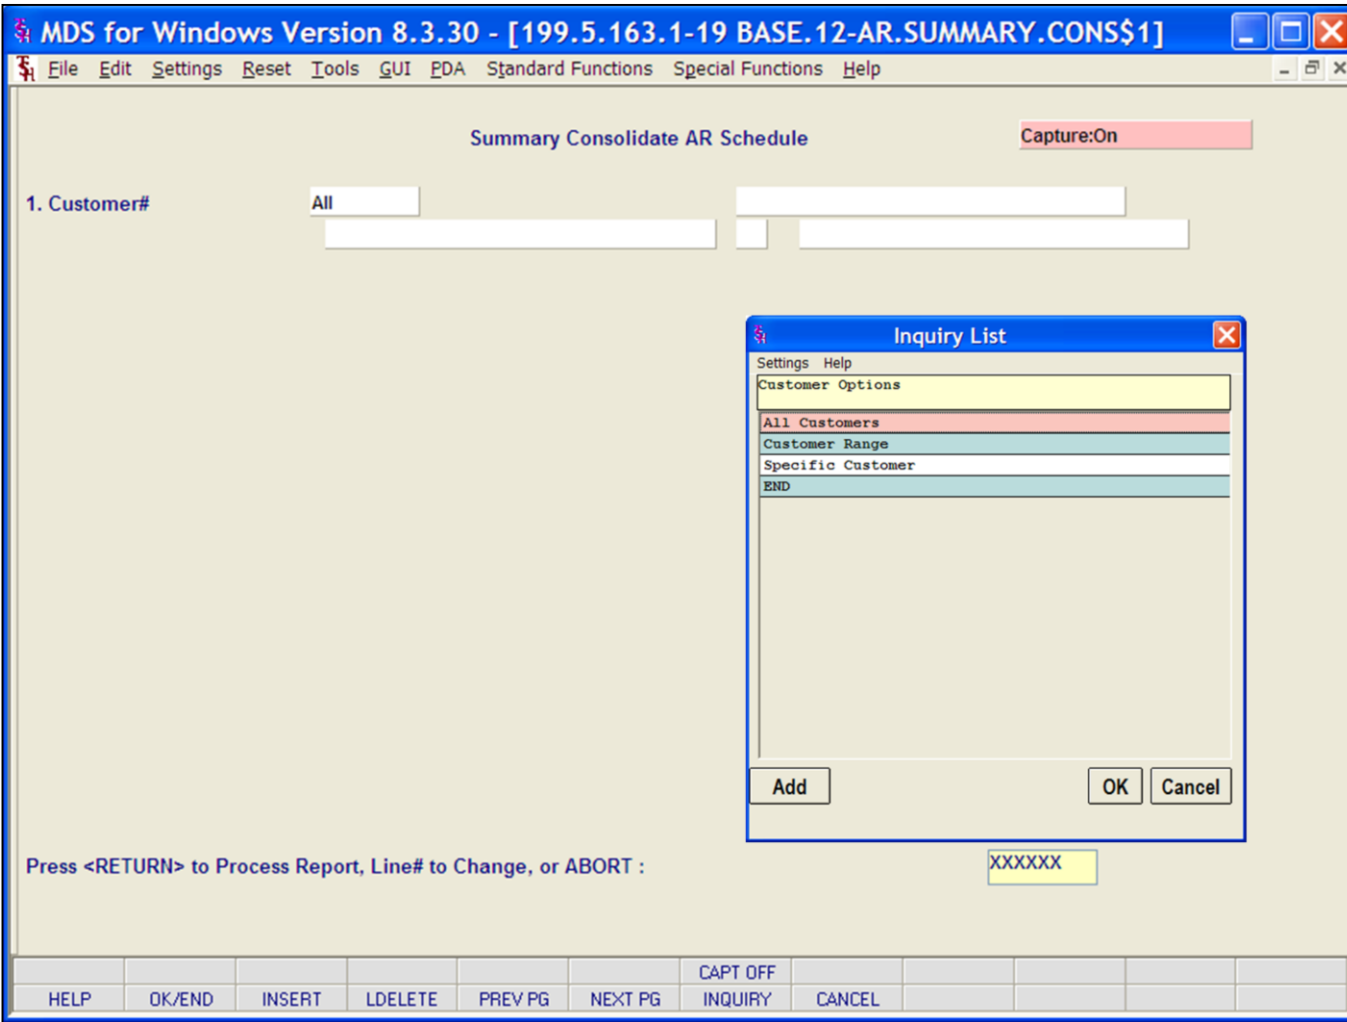 MDS for Windows Version 8.3.30 - [199.5.163.1-19 BASE.12-AR.SUMMARY.CONS$1]
File Edit Settings Reset Tools GUI PDA Standard Functions Special Functions Help
Summary Consolidate AR Schedule
Capture:On
1. Customer# All
Inquiry List
Settings Help
Customer Options
All Customers
Customer Range
Specific Customer
END
Add OK Cancel
Press <RETURN> to Process Report, Line# to Change, or ABORT : XXXXXX
CAPT OFF
HELP OK/END INSERT LDELETE PREV PG NEXT PG INQUIRY CANCEL